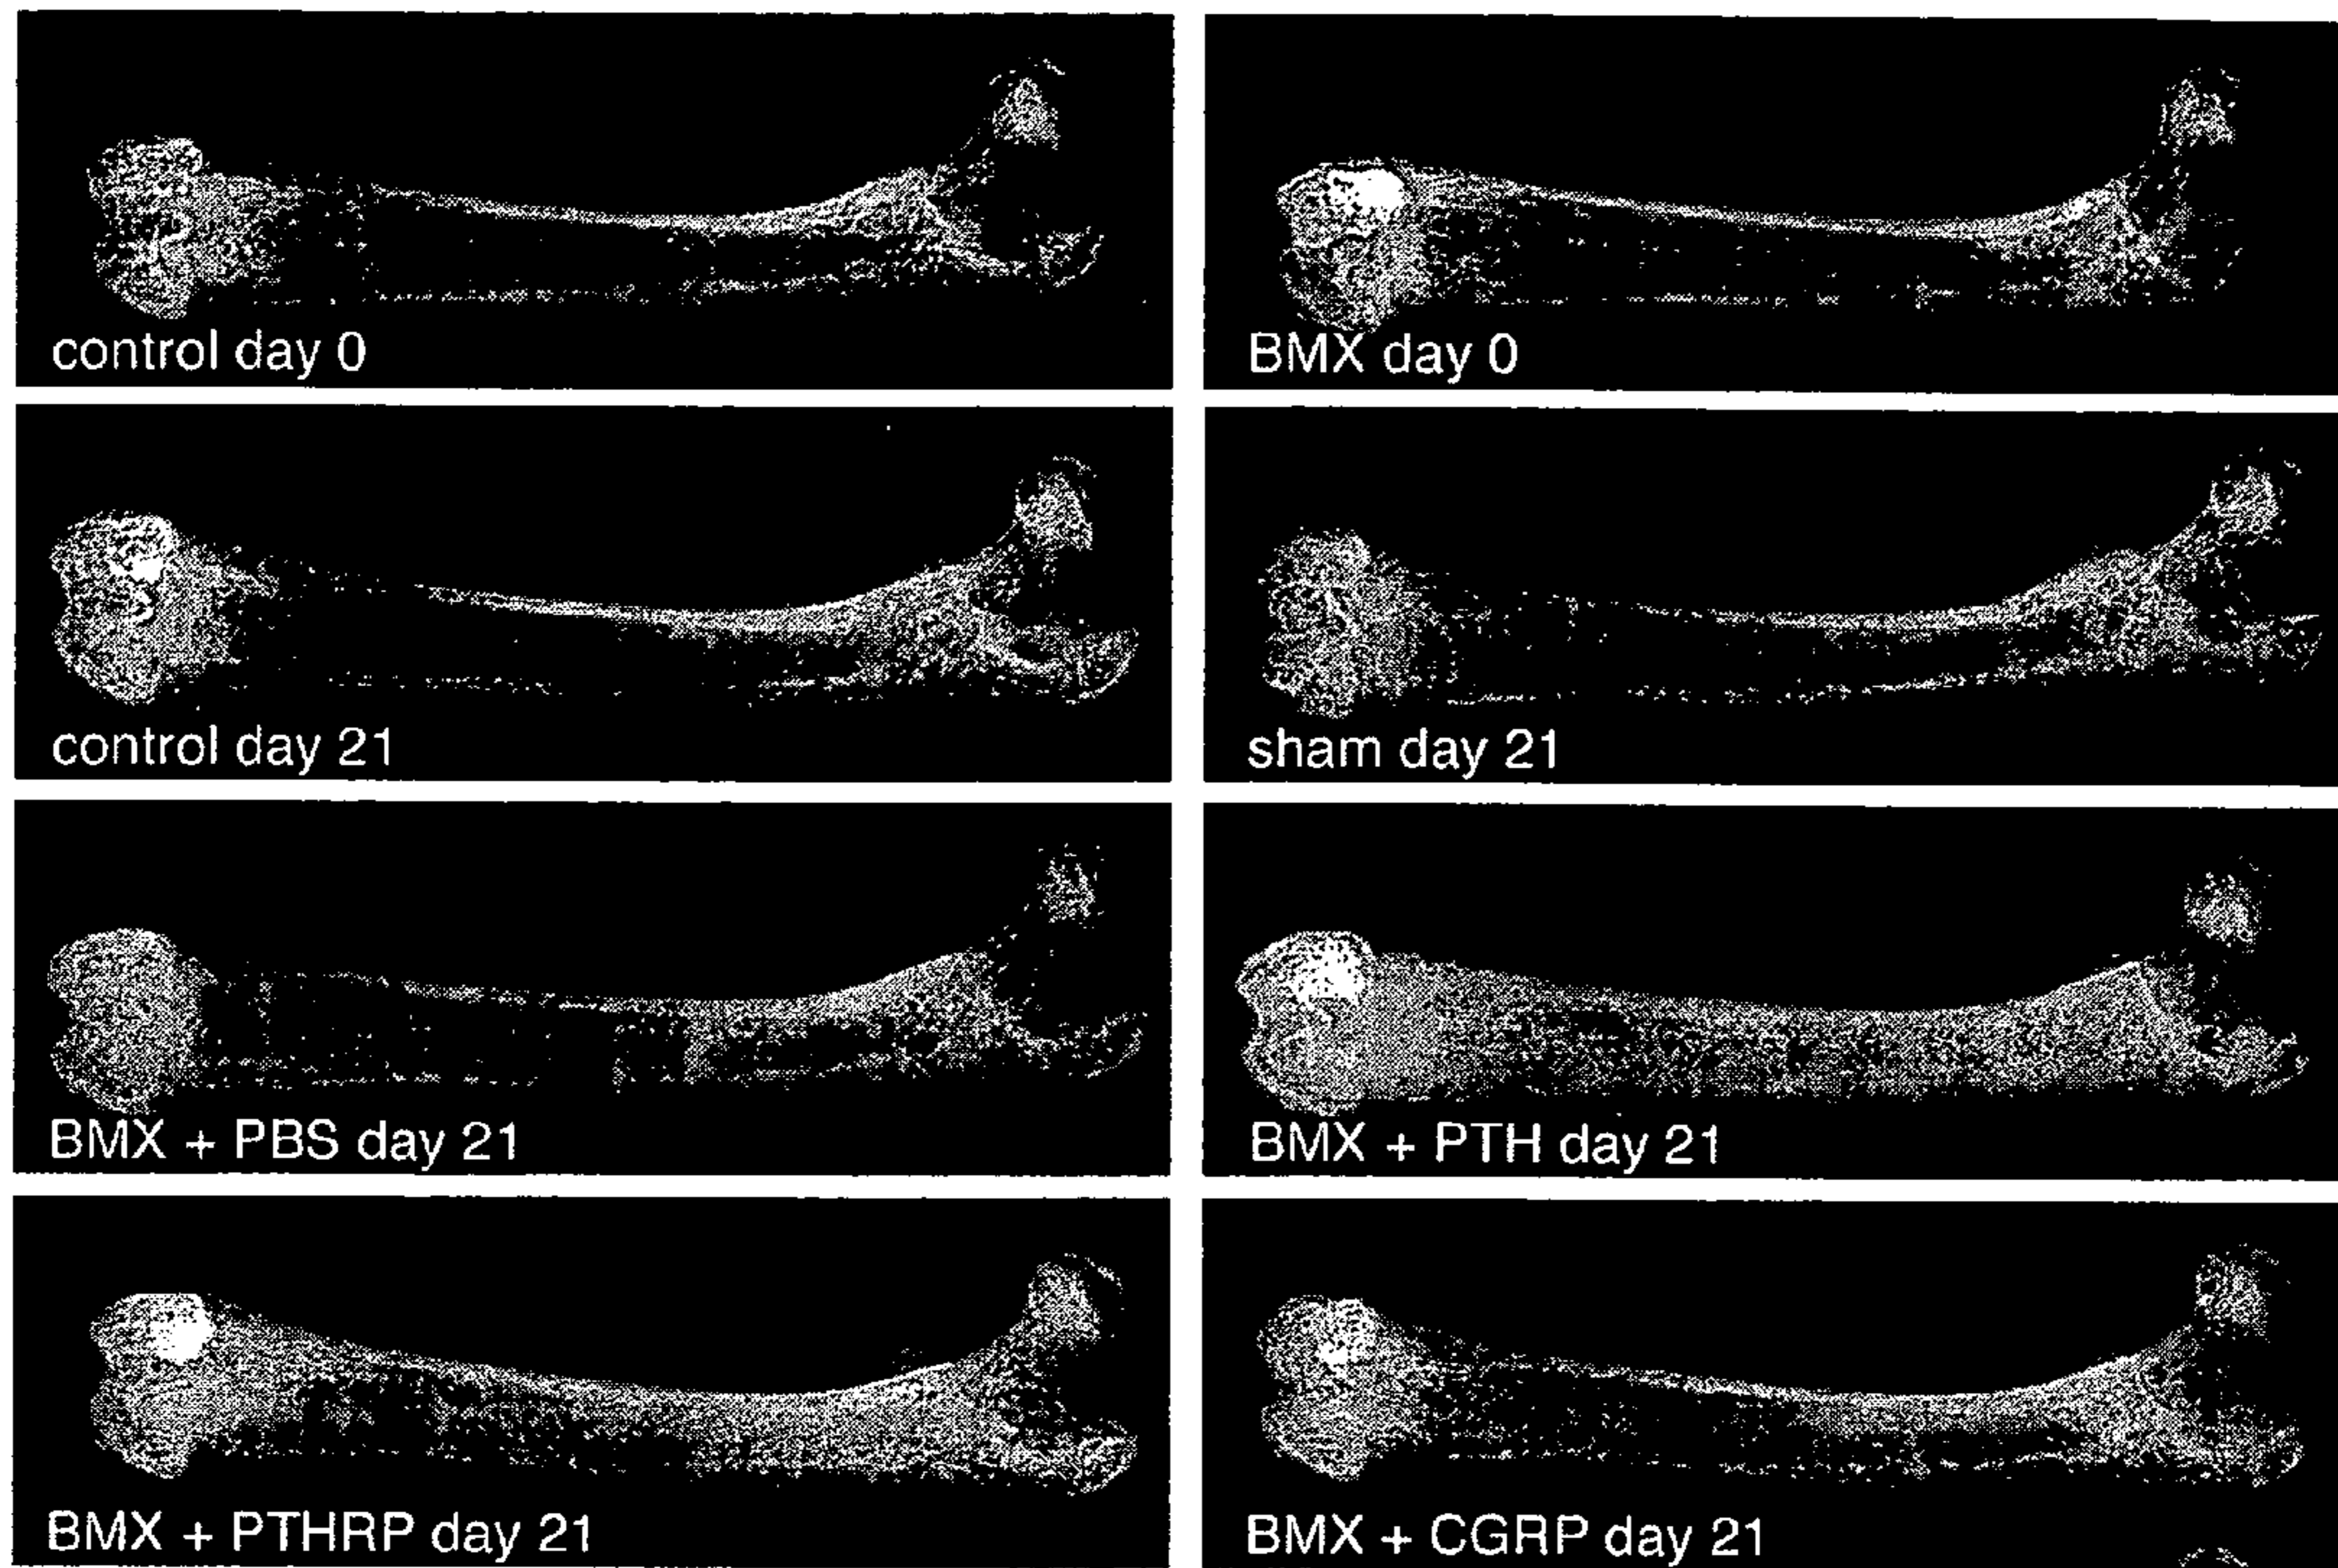 control day 0
BMX day 0
control day 21
sham day 21
BMX + PBS day 21
BMX + PTH day 21
BMX + PTHRP day 21
BMX + CGRP day 21